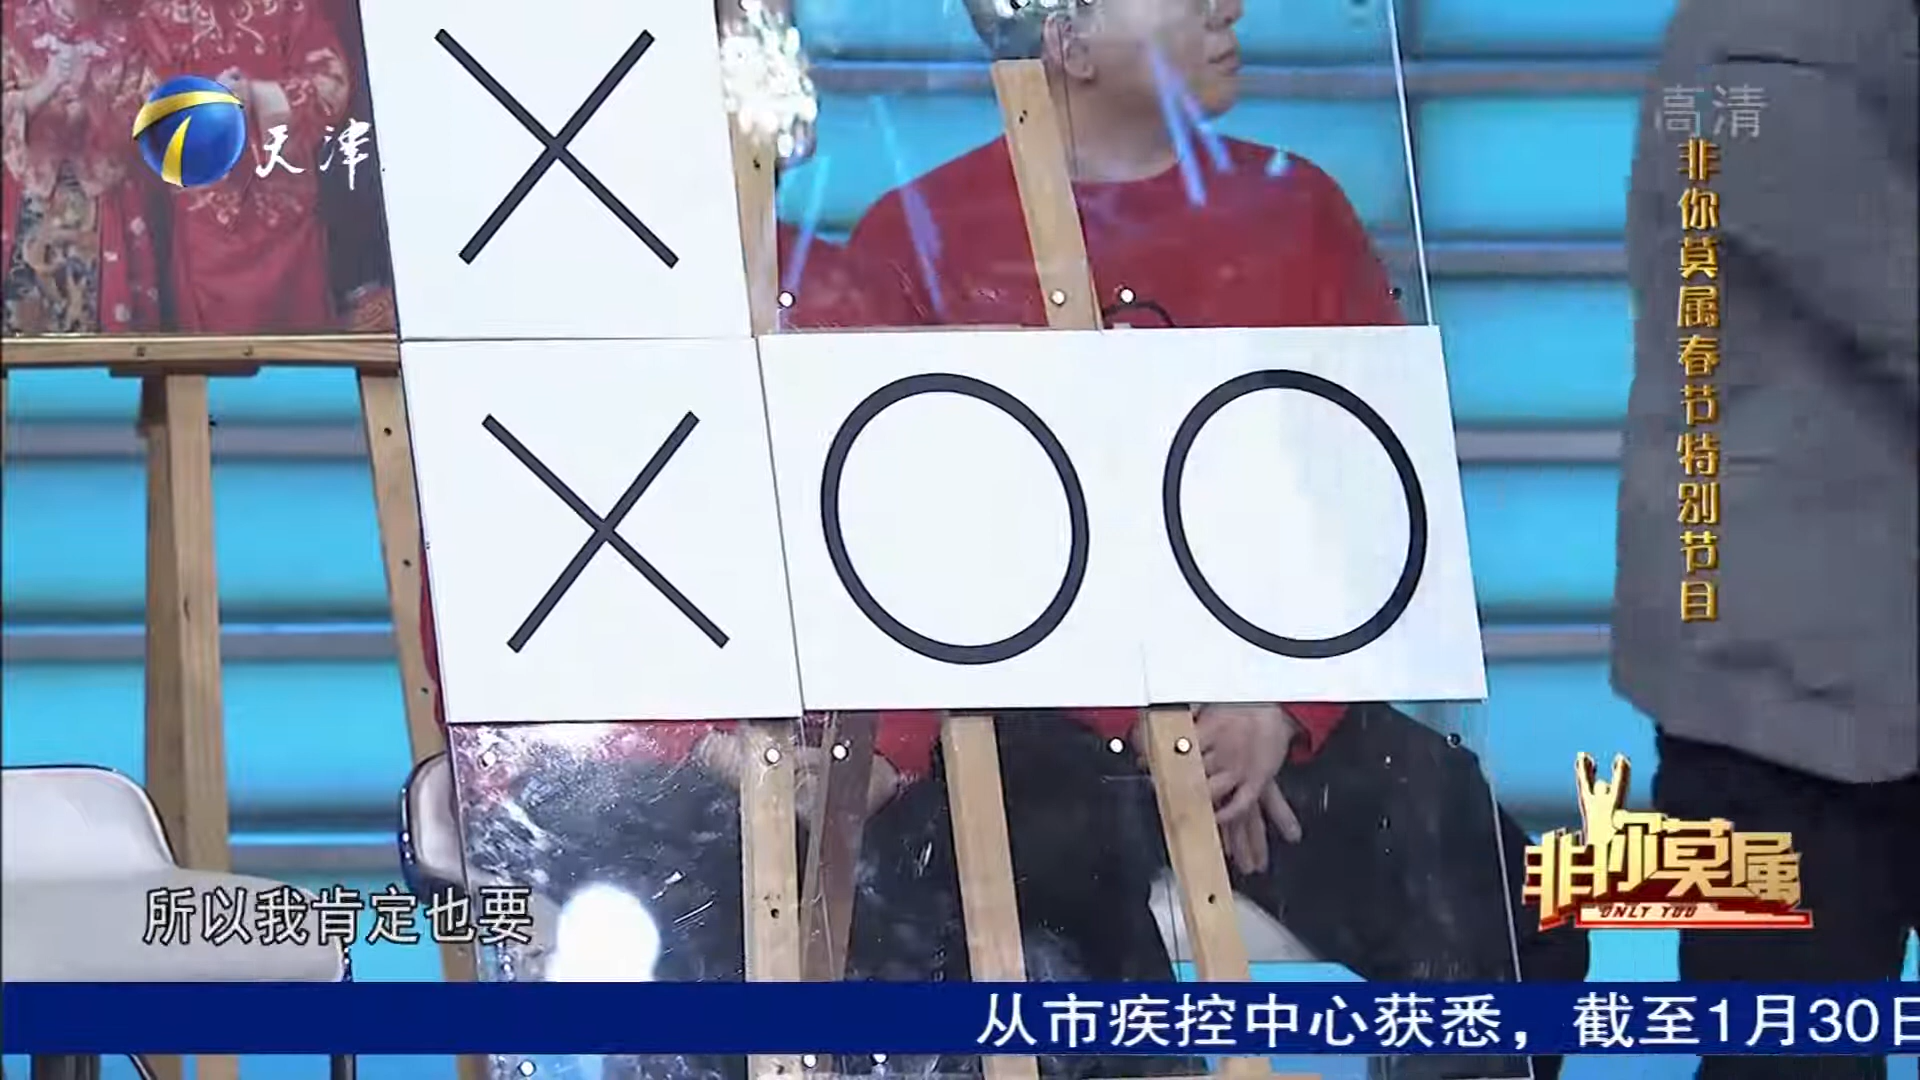 天津
高清
非你莫属春节特别节目
X
X O O
所以我肯定也要
非你莫属
ONLY YOU
从市疾控中心获悉，截至1月30日